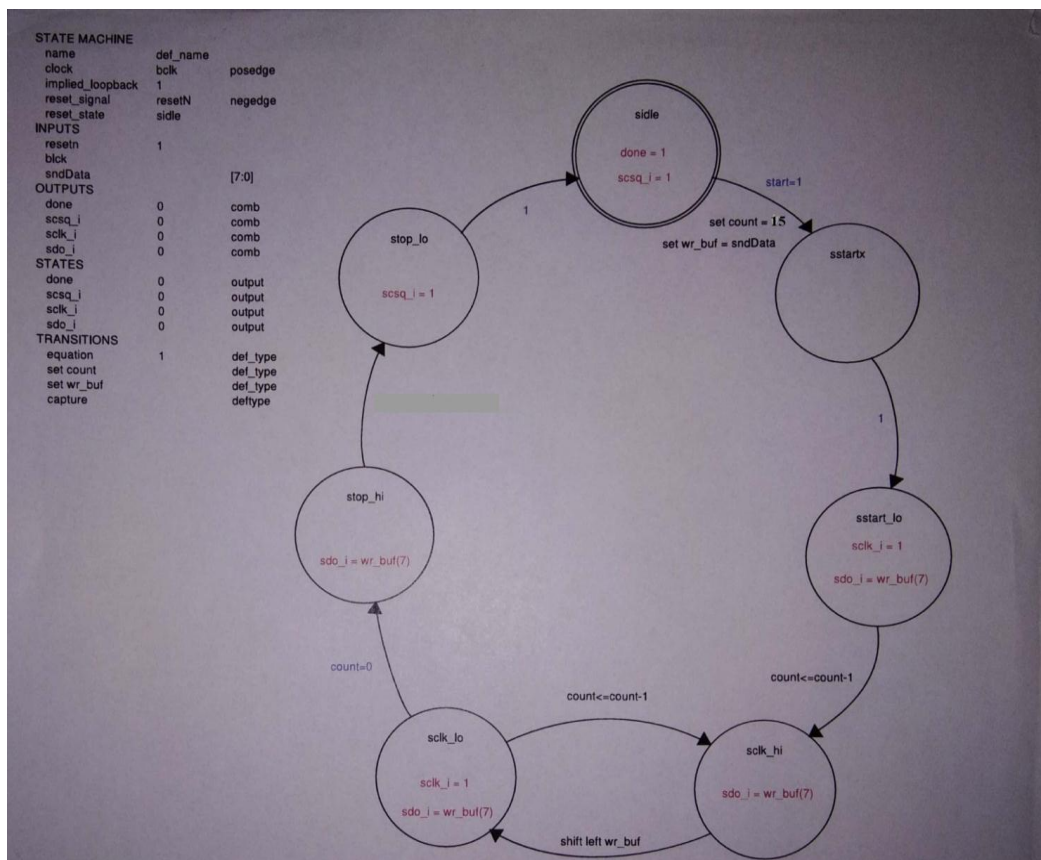 STATE MACHINE
name def_name
clock bclk posedge
implied_loopback 1
reset_signal resetN negedge
reset_state sidle
INPUTS
resetn 1
blck
sndData [7:0]
OUTPUTS
done 0 comb
scsq_i 0 comb
sclk_i 0 comb
sdo_i 0 comb
STATES
done 0 output
scsq_i 0 output
sclk_i 0 output
sdo_i 0 output
TRANSITIONS
equation 1 def_type
set count def_type
set wr_buf def_type
capture deftype
sidle
done = 1
scsq_i = 1
start=1
set count = 15
set wr_buf = sndData
sstartx
1
sstart_lo
sclk_i = 1
sdo_i = wr_buf(7)
count<=count-1
sclk_hi
sdo_i = wr_buf(7)
shift left wr_buf
count<=count-1
sclk_lo
sclk_i = 1
sdo_i = wr_buf(7)
count=0
stop_hi
sdo_i = wr_buf(7)
stop_lo
scsq_i = 1
1